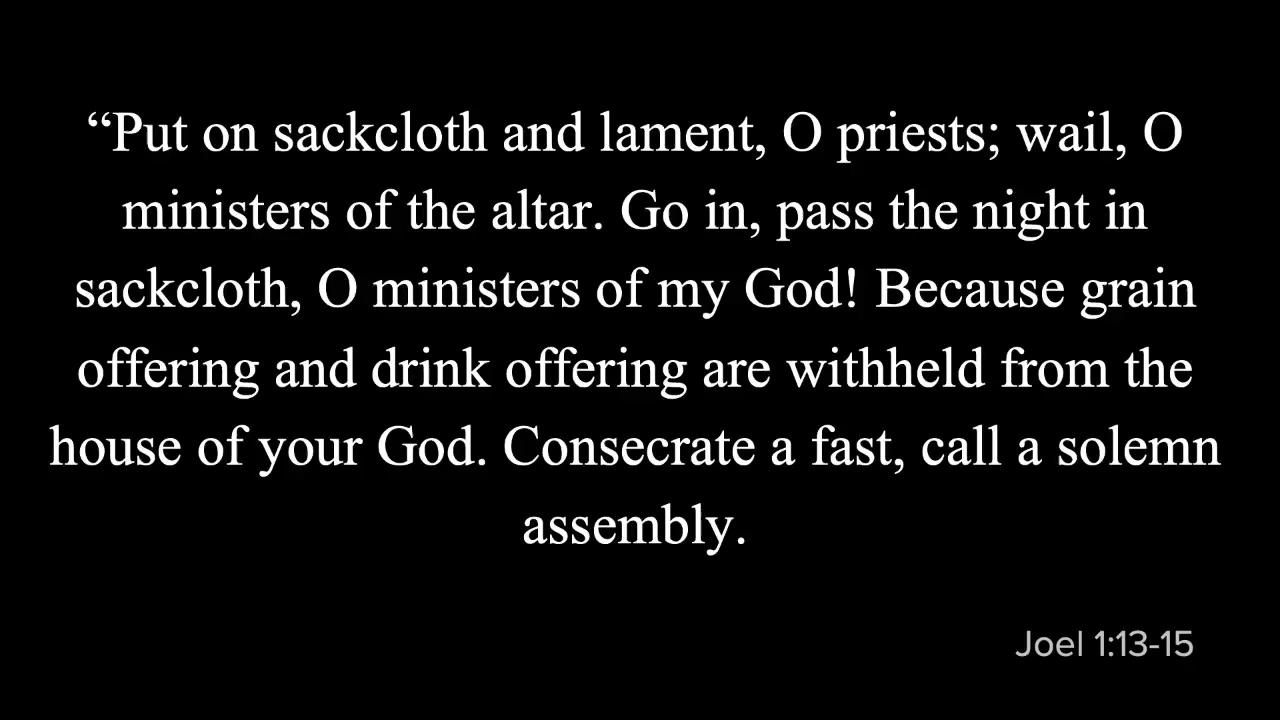 “Put on sackcloth and lament, O priests; wail, O
ministers of the altar. Go in, pass the night in
sackcloth, O ministers of my God! Because grain
offering and drink offering are withheld from the
house of your God. Consecrate a fast, call a solemn
assembly.
Joel 1:13-15